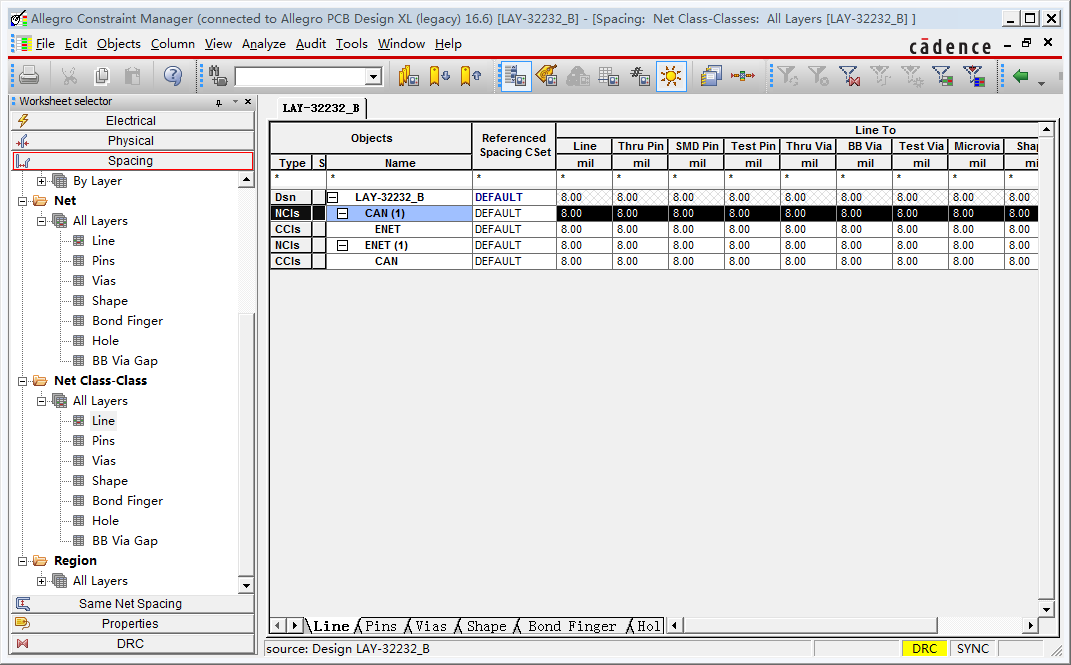 Allegro Constraint Manager (connected to Allegro PCB Design XL (legacy) 16.6) [LAY-32232_B] - [Spacing: Net Class-Classes: All Layers [LAY-32232_B] ]
File Edit Objects Column View Analyze Audit Tools Window Help
cādence
Worksheet selector
Electrical
Physical
Spacing
By Layer
Net
All Layers
Line
Pins
Vias
Shape
Bond Finger
Hole
BB Via Gap
Net Class-Class
All Layers
Line
Pins
Vias
Shape
Bond Finger
Hole
BB Via Gap
Region
All Layers
Same Net Spacing
Properties
DRC
LAY-32232_B
Objects Referenced Spacing CSet Line To
Line Thru Pin SMD Pin Test Pin Thru Via BB Via Test Via Microvia Shap
Type S Name mil mil mil mil mil mil mil mil mi
* * * * * * * * * * * *
Dsn LAY-32232_B DEFAULT 8.00 8.00 8.00 8.00 8.00 8.00 8.00 8.00 8.00
NCls CAN (1) DEFAULT 8.00 8.00 8.00 8.00 8.00 8.00 8.00 8.00 8.00
CCls ENET DEFAULT 8.00 8.00 8.00 8.00 8.00 8.00 8.00 8.00 8.00
NCls ENET (1) DEFAULT 8.00 8.00 8.00 8.00 8.00 8.00 8.00 8.00 8.00
CCls CAN DEFAULT 8.00 8.00 8.00 8.00 8.00 8.00 8.00 8.00 8.00
Line Pins Vias Shape Bond Finger Hol
source: Design LAY-32232_B DRC SYNC